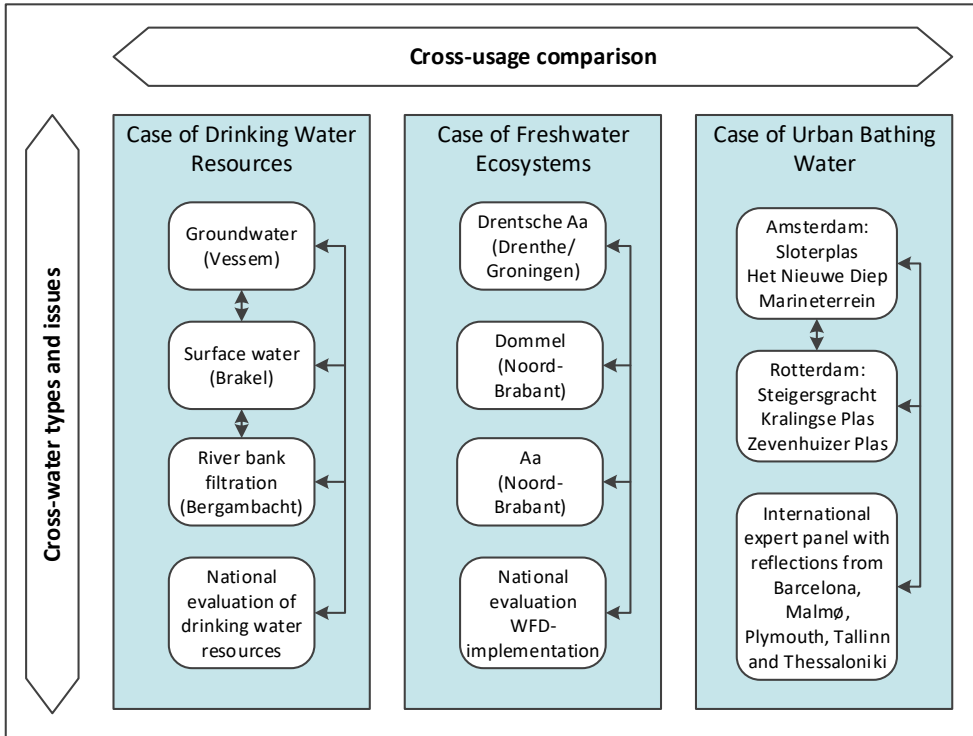 Cross-usage comparison
Cross-water types and issues
Case of Drinking Water
Resources
Groundwater
(Vessem)
Surface water
(Brakel)
River bank
filtration
(Bergambacht)
National
evaluation of
drinking water
resources
Case of Freshwater
Ecosystems
Drentsche Aa
(Drenthe/
Groningen)
Dommel
(Noord-
Brabant)
Aa
(Noord-
Brabant)
National
evaluation
WFD-
implementation
Case of Urban Bathing
Water
Amsterdam:
Sloterplas
Het Nieuwe Diep
Marineterrein
Rotterdam:
Steigersgracht
Kralingse Plas
Zevenhuizer Plas
International
expert panel with
reflections from
Barcelona,
Malmø,
Plymouth, Tallinn
and Thessaloniki